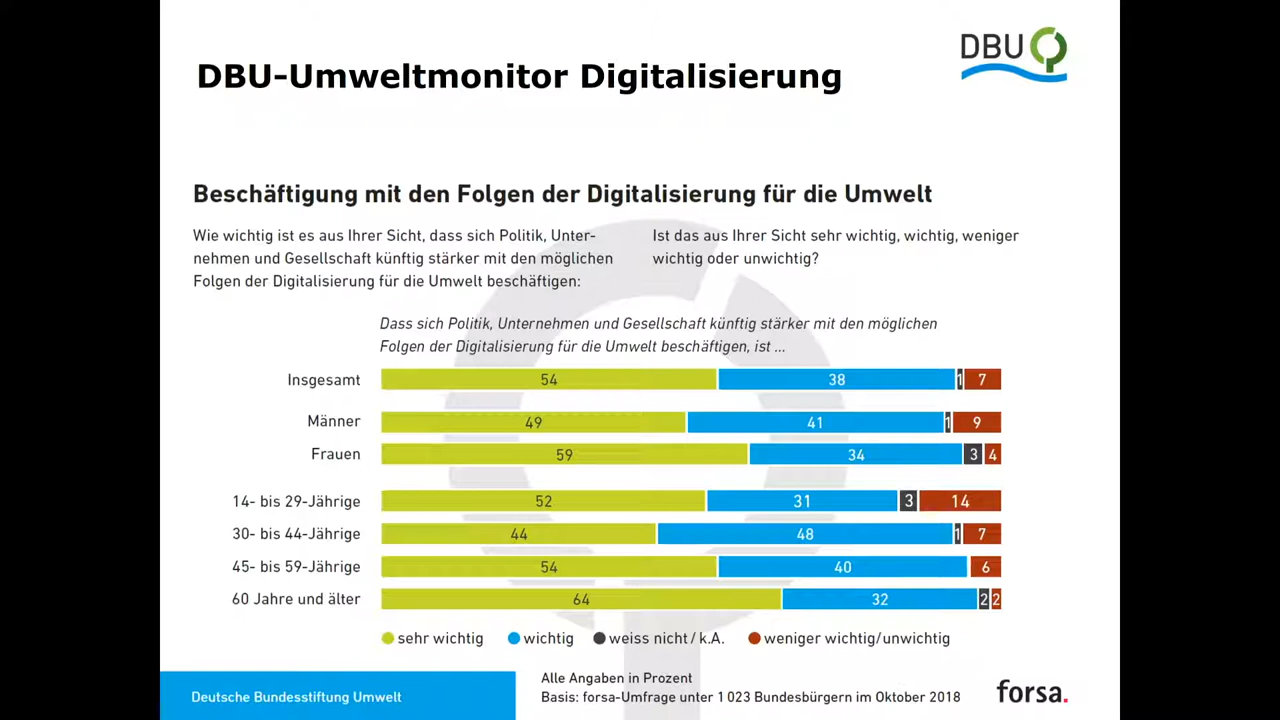 DBU
DBU-Umweltmonitor Digitalisierung
Beschäftigung mit den Folgen der Digitalisierung für die Umwelt
Wie wichtig ist es aus Ihrer Sicht, dass sich Politik, Unter-
nehmen und Gesellschaft künftig stärker mit den möglichen
Folgen der Digitalisierung für die Umwelt beschäftigen:
Ist das aus Ihrer Sicht sehr wichtig, wichtig, weniger
wichtig oder unwichtig?
Dass sich Politik, Unternehmen und Gesellschaft künftig stärker mit den möglichen
Folgen der Digitalisierung für die Umwelt beschäftigen, ist ...
Insgesamt 54 38 1 7
Männer 49 41 1 9
Frauen 59 34 3 4
14- bis 29-Jährige 52 31 3 14
30- bis 44-Jährige 44 48 1 7
45- bis 59-Jährige 54 40 6
60 Jahre und älter 64 32 2 2
sehr wichtig wichtig weiss nicht / k.A. weniger wichtig/unwichtig
Deutsche Bundesstiftung Umwelt
Alle Angaben in Prozent
Basis: forsa-Umfrage unter 1 023 Bundesbürgern im Oktober 2018
forsa.